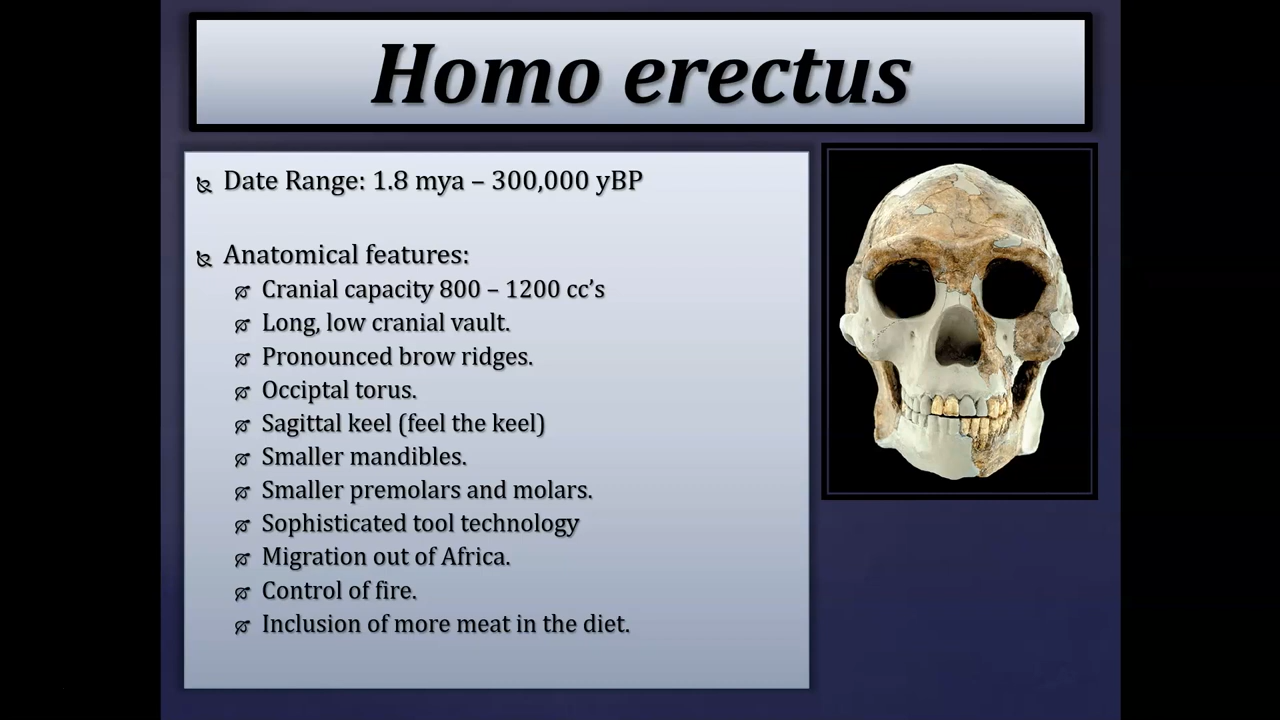 Homo erectus
Date Range: 1.8 mya – 300,000 yBP
Anatomical features:
Cranial capacity 800 – 1200 cc’s
Long, low cranial vault.
Pronounced brow ridges.
Occiptal torus.
Sagittal keel (feel the keel)
Smaller mandibles.
Smaller premolars and molars.
Sophisticated tool technology
Migration out of Africa.
Control of fire.
Inclusion of more meat in the diet.